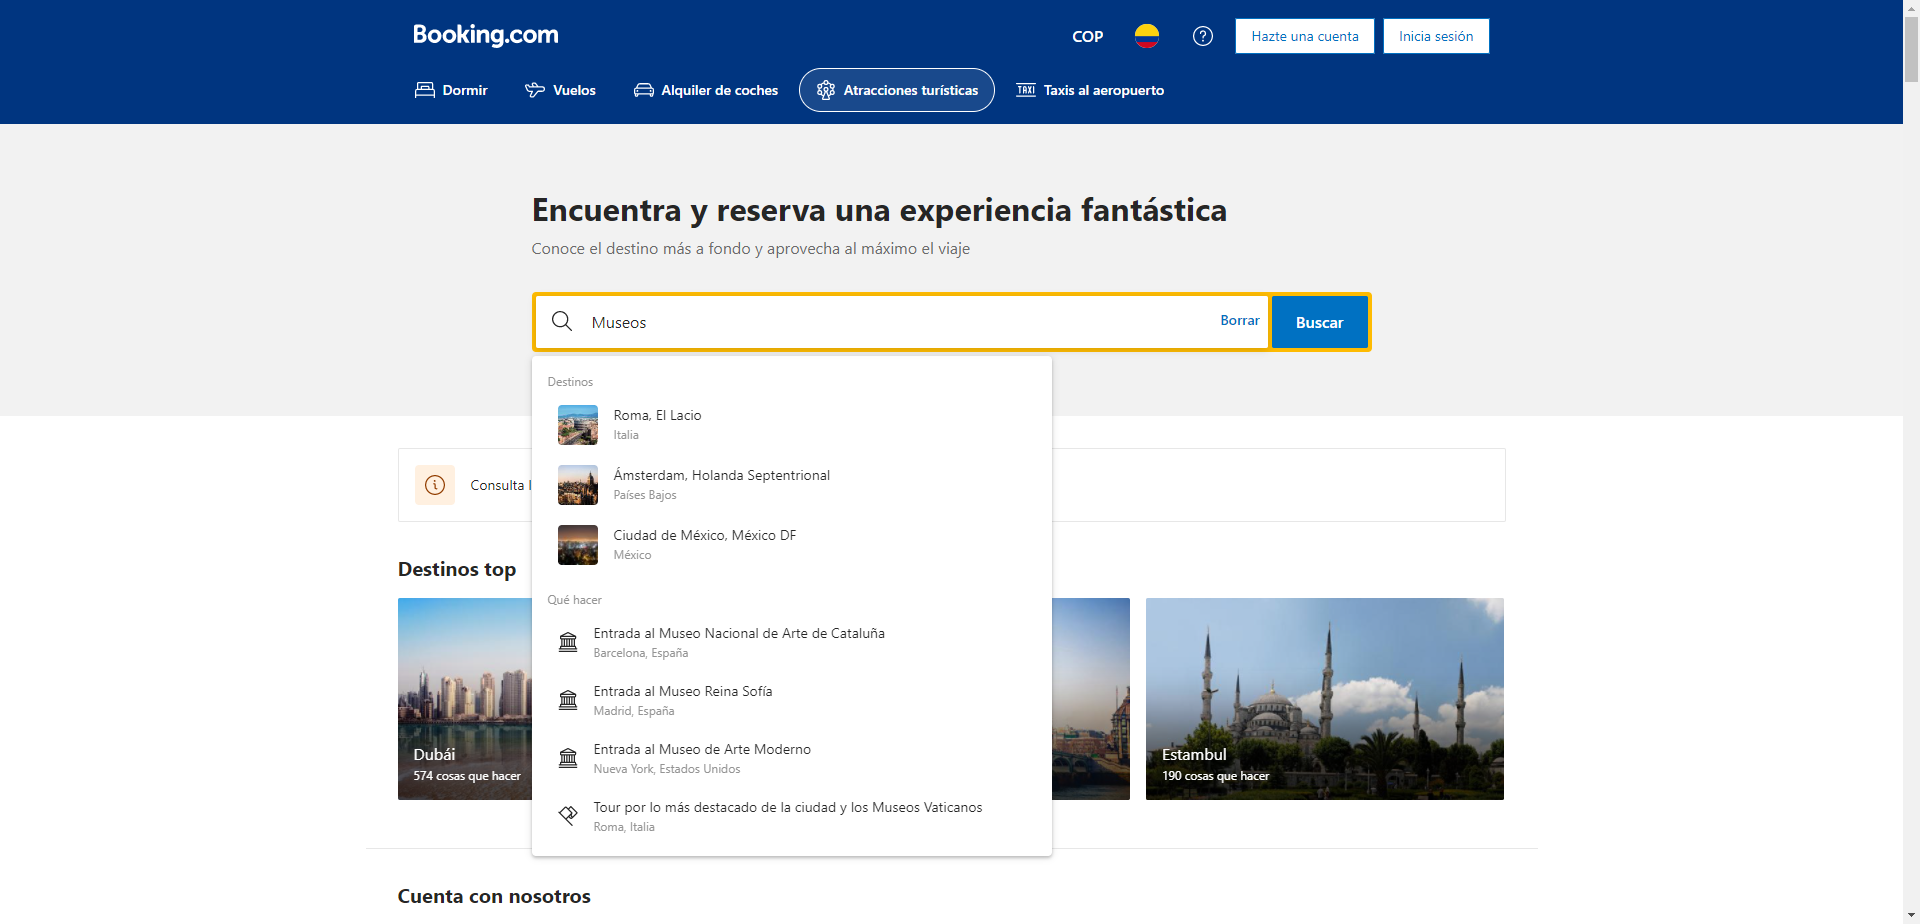 Booking.com
COP
Hazte una cuenta
Inicia sesión
Dormir
Vuelos
Alquiler de coches
Atracciones turísticas
TAXI
Taxis al aeropuerto
Encuentra y reserva una experiencia fantástica
Conoce el destino más a fondo y aprovecha al máximo el viaje
Museos
Borrar
Buscar
Destinos
Roma, El Lacio
Italia
Ámsterdam, Holanda Septentrional
Países Bajos
Ciudad de México, México DF
México
Qué hacer
Entrada al Museo Nacional de Arte de Cataluña
Barcelona, España
Entrada al Museo Reina Sofía
Madrid, España
Entrada al Museo de Arte Moderno
Nueva York, Estados Unidos
Tour por lo más destacado de la ciudad y los Museos Vaticanos
Roma, Italia
Consulta
Destinos top
Dubái
574 cosas que hacer
Estambul
190 cosas que hacer
Cuenta con nosotros